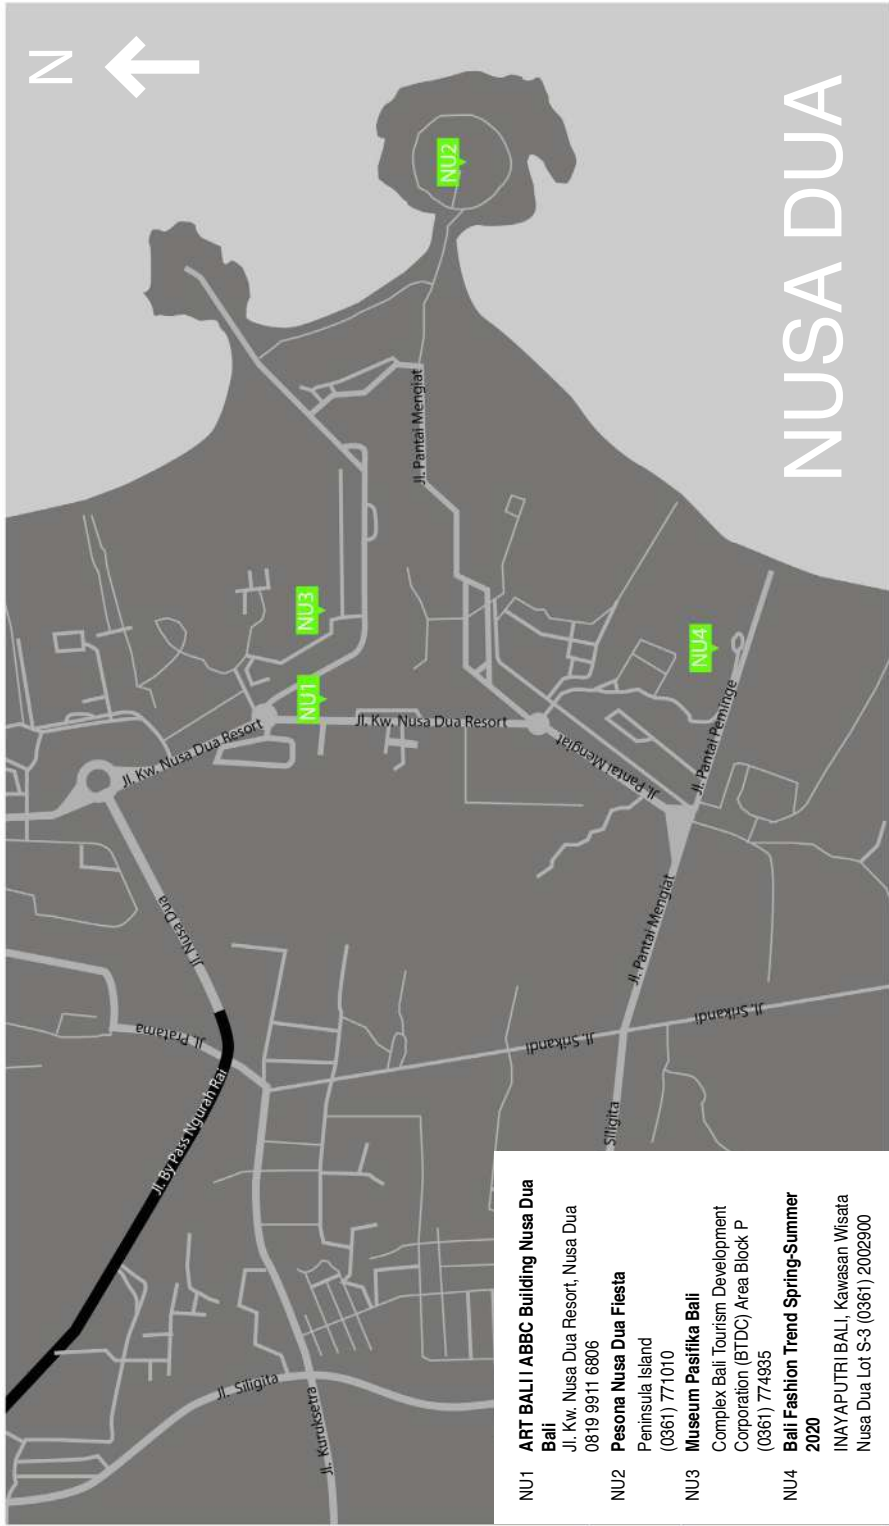 N
NUSA DUA
NU1
NU2
NU3
NU4
Jl. Kw. Nusa Dua Resort
Jl. Kw. Nusa Dua Resort
Jl. Pantai Mengiat
Jl. Pantai Mengiat
Jl. Pantai Mengiat
Jl. Pantai Peminge
Jl. Nusa Dua
Jl. Pratama
Jl. By Pass Ngurah Rai
Jl. Srikandi
Jl. Srikandi
Siligita
Jl. Siligita
Jl. Kuruksetra
NU1 ART BALI I ABBC Building Nusa Dua
Bali
Jl. Kw. Nusa Dua Resort, Nusa Dua
0819 9911 6806
NU2 Pesona Nusa Dua Fiesta
Peninsula Island
(0361) 771010
NU3 Museum Pasifika Bali
Complex Bali Tourism Development
Corporation (BTDC) Area Block P
(0361) 774935
NU4 Bali Fashion Trend Spring-Summer
2020
INAYAPUTRI BALI, Kawasan Wisata
Nusa Dua Lot S-3 (0361) 2002900